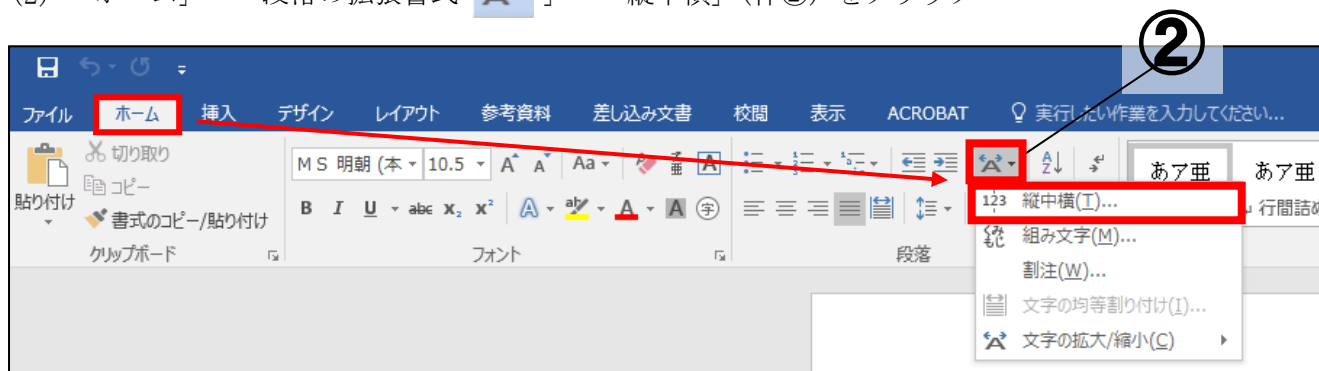 ②
ファイル ホーム 挿入 デザイン レイアウト 参考資料 差し込み文書 校閲 表示 ACROBAT 実行したい作業を入力してください...
切り取り
コピー
貼り付け
書式のコピー/貼り付け
クリップボード
ＭＳ 明朝 (本 10.5 A A Aa 亜 A
B I U abc X₂ X² A aby A A 字
フォント
段落
A Z
あア亜 あア亜
行間詰め
123 縦中横(T)...
組み文字(M)...
割注(W)...
文字の均等割り付け(I)...
文字の拡大/縮小(C)